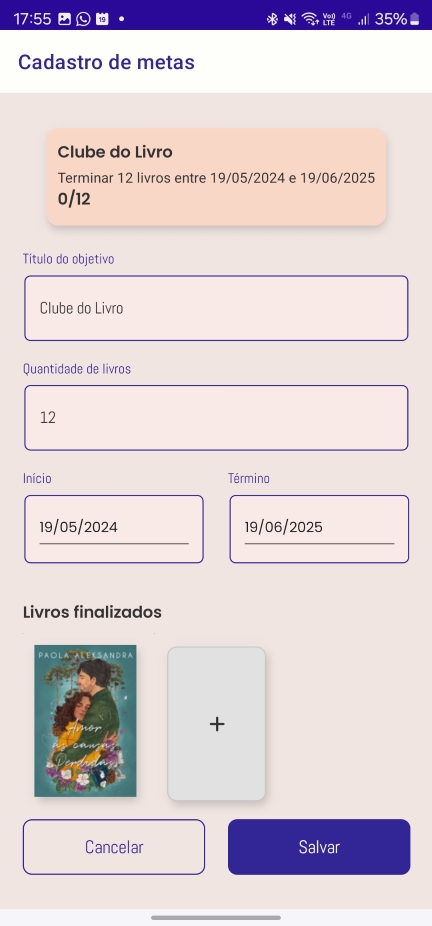 17:55
19
Vo))
LTE
4G
35%
Cadastro de metas
Clube do Livro
Terminar 12 livros entre 19/05/2024 e 19/06/2025
0/12
Título do objetivo
Clube do Livro
Quantidade de livros
12
Início Término
19/05/2024 19/06/2025
Livros finalizados
PAOLA ALEKSANDRA
Amor
às causas
Perdidas
+
Cancelar Salvar